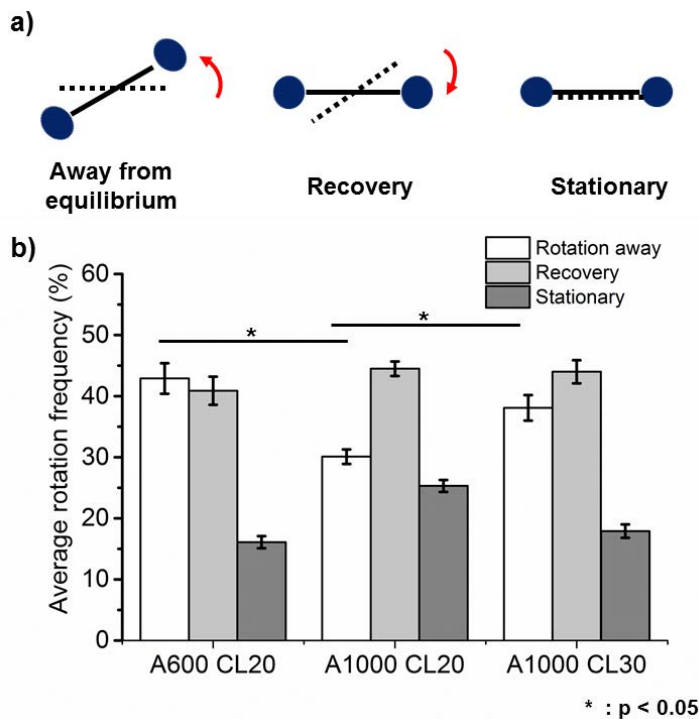 a)
Away from
equilibrium
Recovery
Stationary
b)
Rotation away
Recovery
Stationary
Average rotation frequency (%)
60
50
40
30
20
10
0
*
*
A600 CL20
A1000 CL20
A1000 CL30
* : p < 0.05